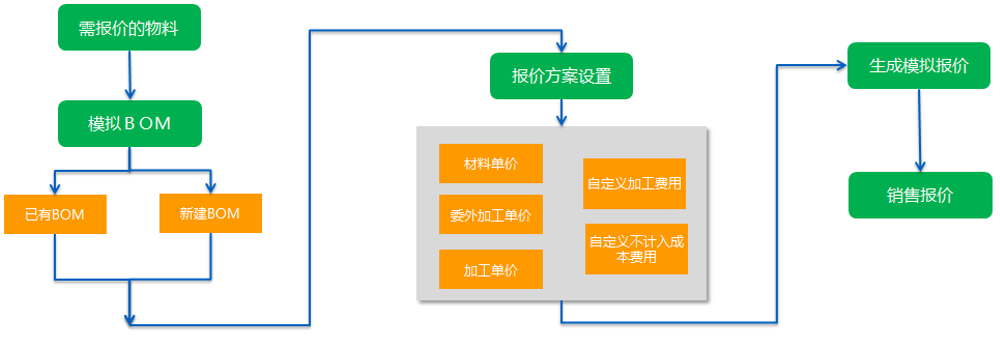 需报价的物料
模拟ＢＯＭ
已有BOM
新建BOM
报价方案设置
材料单价
委外加工单价
加工单价
自定义加工费用
自定义不计入成
本费用
生成模拟报价
销售报价